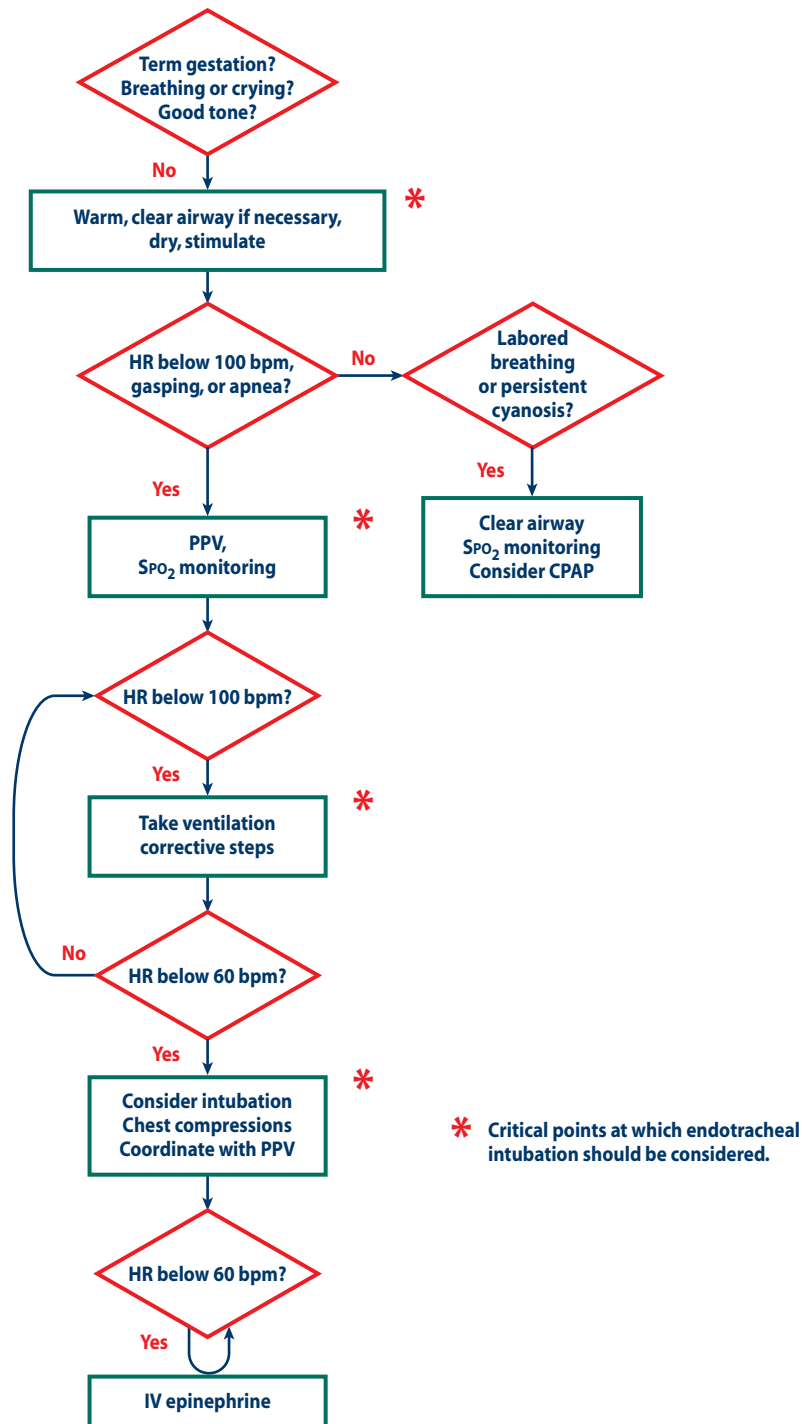 Term gestation?
Breathing or crying?
Good tone?
No
*
Warm, clear airway if necessary,
dry, stimulate
HR below 100 bpm,
gasping, or apnea?
No
Labored
breathing
or persistent
cyanosis?
Yes
*
PPV,
SPO2 monitoring
Yes
Clear airway
SPO2 monitoring
Consider CPAP
HR below 100 bpm?
Yes
*
Take ventilation
corrective steps
No
HR below 60 bpm?
Yes
*
Consider intubation
Chest compressions
Coordinate with PPV
* Critical points at which endotracheal
intubation should be considered.
HR below 60 bpm?
Yes
IV epinephrine